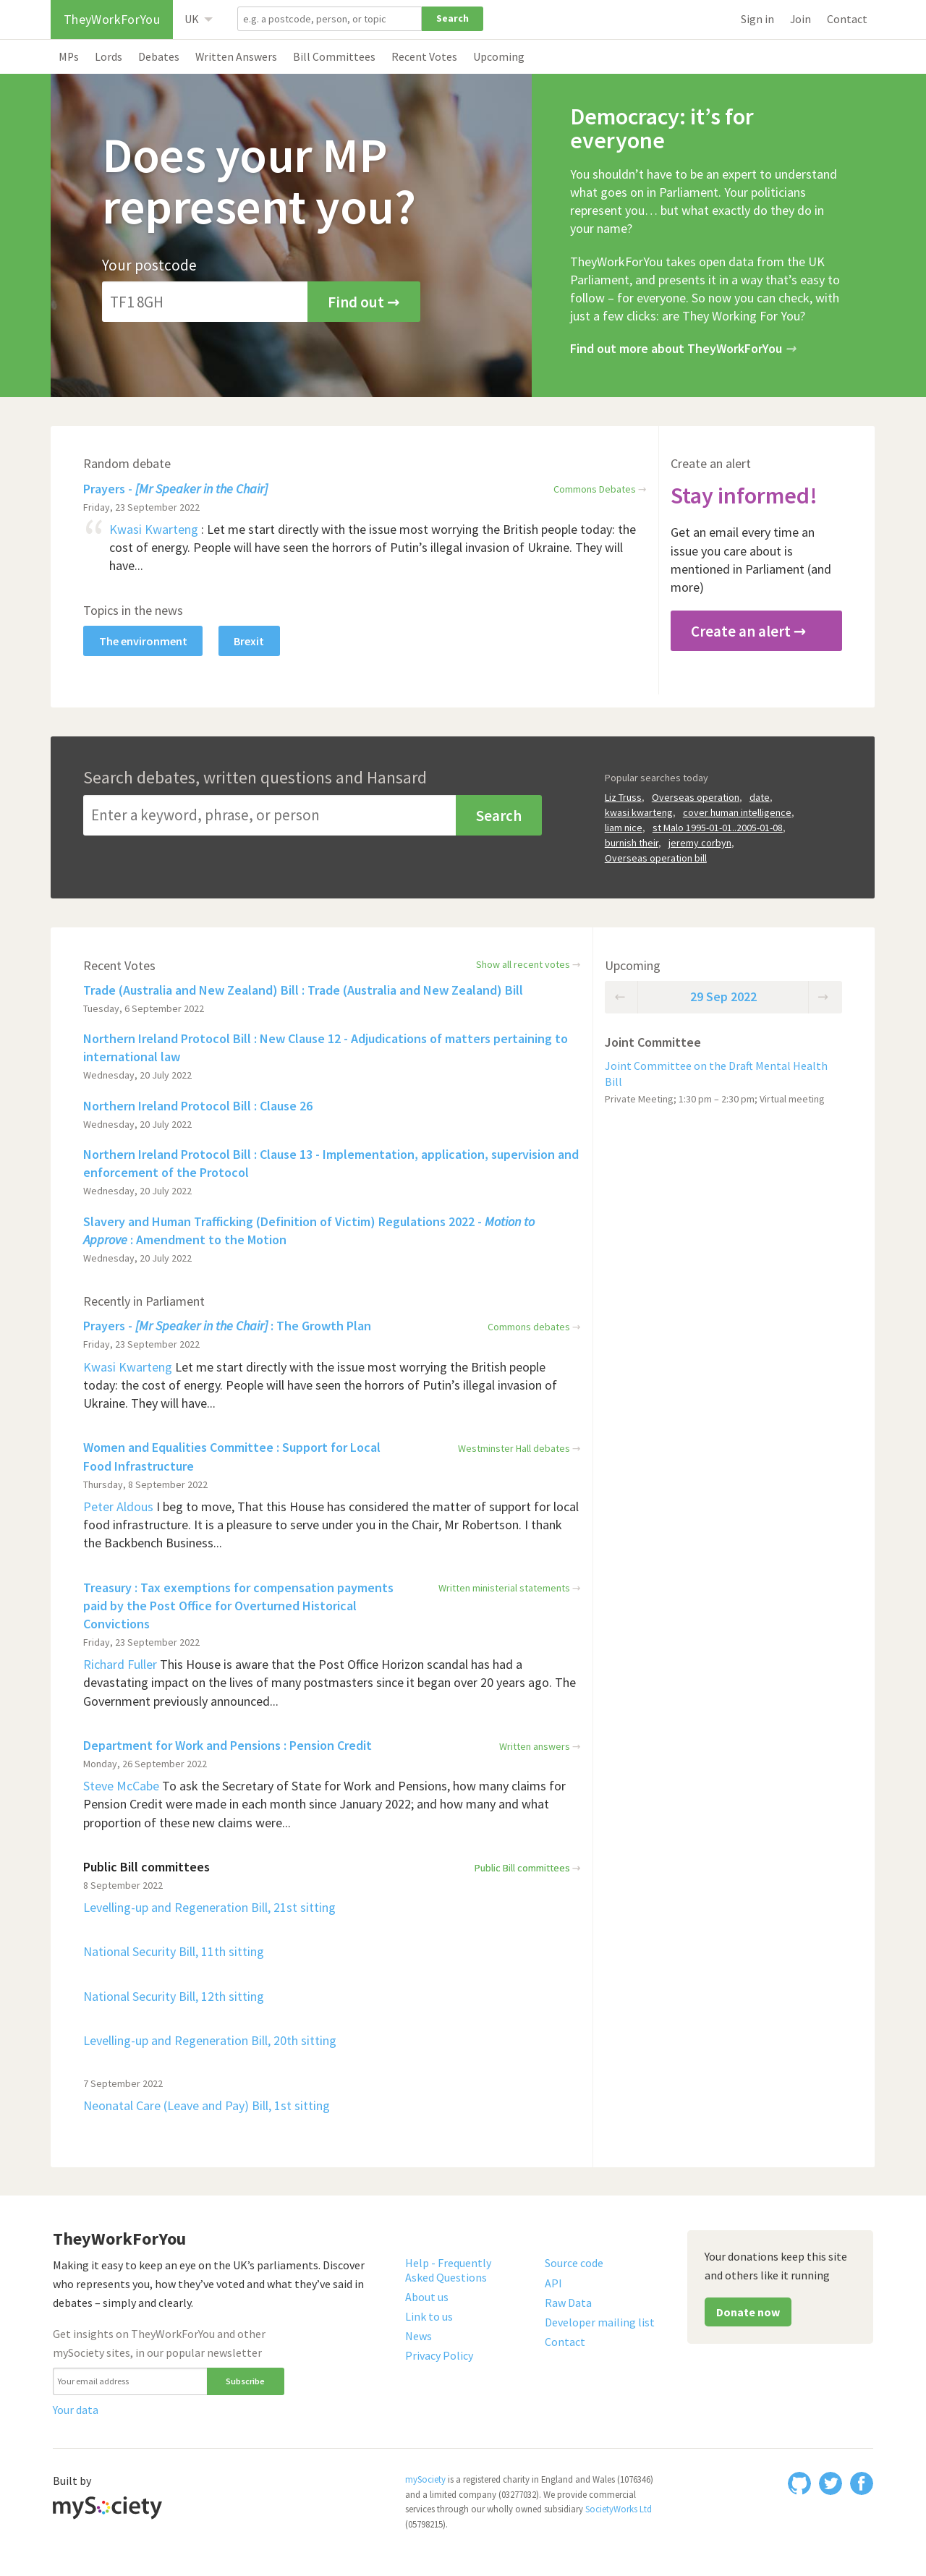 TheyWorkForYou
UK
e.g. a postcode, person, or topic
Search
Sign in
Join
Contact
MPs
Lords
Debates
Written Answers
Bill Committees
Recent Votes
Upcoming
Does your MP
represent you?
Your postcode
TF1 8GH
Find out →
Democracy: it’s for
everyone
You shouldn’t have to be an expert to understand
what goes on in Parliament. Your politicians
represent you… but what exactly do they do in
your name?
TheyWorkForYou takes open data from the UK
Parliament, and presents it in a way that’s easy to
follow – for everyone. So now you can check, with
just a few clicks: are They Working For You?
Find out more about TheyWorkForYou →
Random debate
Prayers - [Mr Speaker in the Chair]
Commons Debates →
Friday, 23 September 2022
“ Kwasi Kwarteng : Let me start directly with the issue most worrying the British people today: the
cost of energy. People will have seen the horrors of Putin’s illegal invasion of Ukraine. They will
have...
Topics in the news
The environment
Brexit
Create an alert
Stay informed!
Get an email every time an
issue you care about is
mentioned in Parliament (and
more)
Create an alert →
Search debates, written questions and Hansard
Enter a keyword, phrase, or person
Search
Popular searches today
Liz Truss, Overseas operation, date,
kwasi kwarteng, cover human intelligence,
liam nice, st Malo 1995-01-01..2005-01-08,
burnish their, jeremy corbyn,
Overseas operation bill
Recent Votes
Show all recent votes →
Trade (Australia and New Zealand) Bill : Trade (Australia and New Zealand) Bill
Tuesday, 6 September 2022
Northern Ireland Protocol Bill : New Clause 12 - Adjudications of matters pertaining to
international law
Wednesday, 20 July 2022
Northern Ireland Protocol Bill : Clause 26
Wednesday, 20 July 2022
Northern Ireland Protocol Bill : Clause 13 - Implementation, application, supervision and
enforcement of the Protocol
Wednesday, 20 July 2022
Slavery and Human Trafficking (Definition of Victim) Regulations 2022 - Motion to
Approve : Amendment to the Motion
Wednesday, 20 July 2022
Recently in Parliament
Prayers - [Mr Speaker in the Chair] : The Growth Plan
Commons debates →
Friday, 23 September 2022
Kwasi Kwarteng Let me start directly with the issue most worrying the British people
today: the cost of energy. People will have seen the horrors of Putin’s illegal invasion of
Ukraine. They will have...
Women and Equalities Committee : Support for Local
Food Infrastructure
Westminster Hall debates →
Thursday, 8 September 2022
Peter Aldous I beg to move, That this House has considered the matter of support for local
food infrastructure. It is a pleasure to serve under you in the Chair, Mr Robertson. I thank
the Backbench Business...
Treasury : Tax exemptions for compensation payments
paid by the Post Office for Overturned Historical
Convictions
Written ministerial statements →
Friday, 23 September 2022
Richard Fuller This House is aware that the Post Office Horizon scandal has had a
devastating impact on the lives of many postmasters since it began over 20 years ago. The
Government previously announced...
Department for Work and Pensions : Pension Credit
Written answers →
Monday, 26 September 2022
Steve McCabe To ask the Secretary of State for Work and Pensions, how many claims for
Pension Credit were made in each month since January 2022; and how many and what
proportion of these new claims were...
Public Bill committees
Public Bill committees →
8 September 2022
Levelling-up and Regeneration Bill, 21st sitting
National Security Bill, 11th sitting
National Security Bill, 12th sitting
Levelling-up and Regeneration Bill, 20th sitting
7 September 2022
Neonatal Care (Leave and Pay) Bill, 1st sitting
Upcoming
← 29 Sep 2022 →
Joint Committee
Joint Committee on the Draft Mental Health
Bill
Private Meeting; 1:30 pm – 2:30 pm; Virtual meeting
TheyWorkForYou
Making it easy to keep an eye on the UK’s parliaments. Discover
who represents you, how they’ve voted and what they’ve said in
debates – simply and clearly.
Get insights on TheyWorkForYou and other
mySociety sites, in our popular newsletter
Your email address
Subscribe
Your data
Help - Frequently
Asked Questions
About us
Link to us
News
Privacy Policy
Source code
API
Raw Data
Developer mailing list
Contact
Your donations keep this site
and others like it running
Donate now
Built by
mySociety
mySociety is a registered charity in England and Wales (1076346)
and a limited company (03277032). We provide commercial
services through our wholly owned subsidiary SocietyWorks Ltd
(05798215).